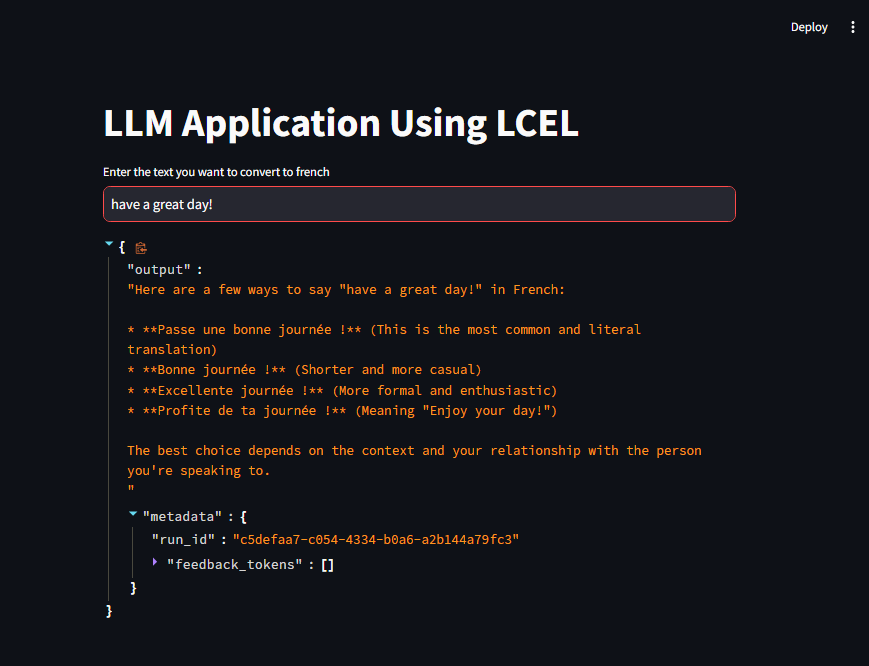 Deploy
LLM Application Using LCEL
Enter the text you want to convert to french
have a great day!
{
"output" :
"Here are a few ways to say "have a great day!" in French:
* **Passe une bonne journée !** (This is the most common and literal
translation)
* **Bonne journée !** (Shorter and more casual)
* **Excellente journée !** (More formal and enthusiastic)
* **Profite de ta journée !** (Meaning "Enjoy your day!")
The best choice depends on the context and your relationship with the person
you're speaking to.
"
"metadata" : {
"run_id" : "c5defaa7-c054-4334-b0a6-a2b144a79fc3"
"feedback_tokens" : []
}
}